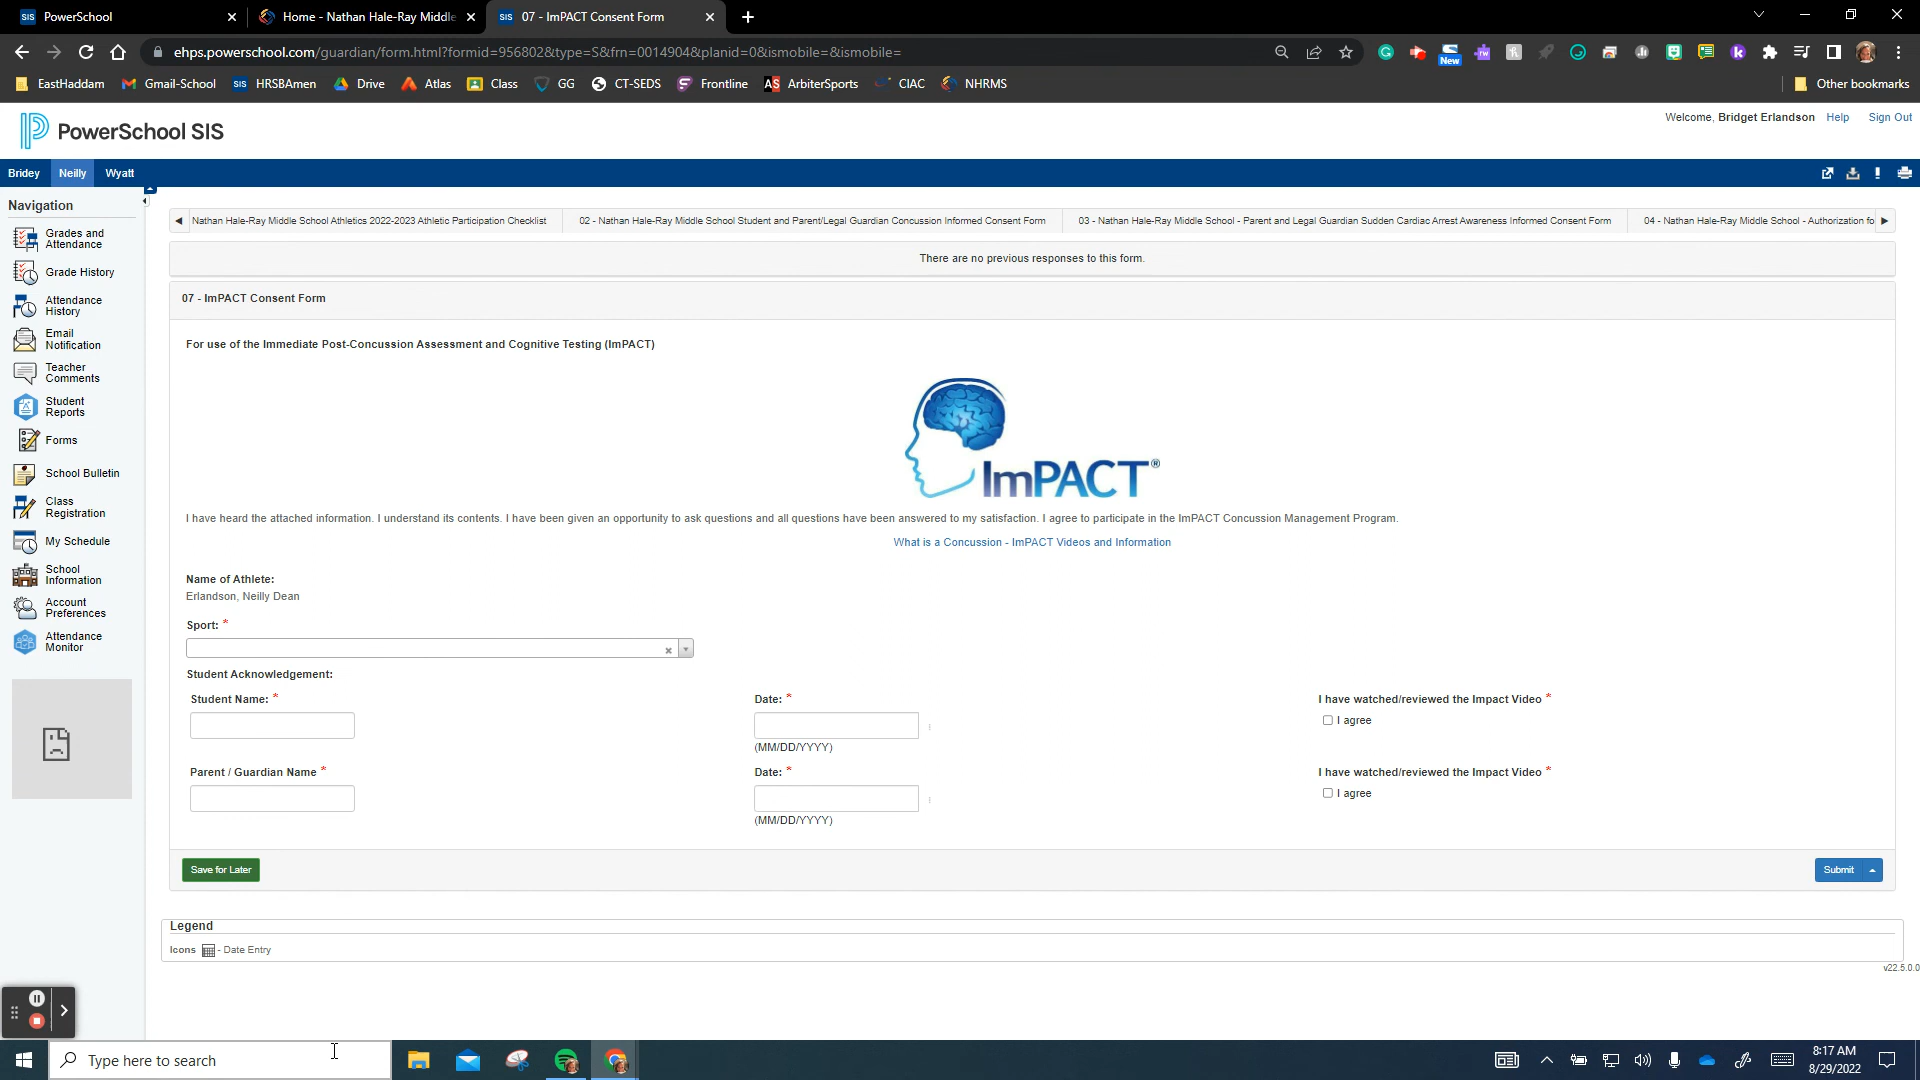 PowerSchool
Home - Nathan Hale-Ray Middle
07 - ImPACT Consent Form
ehps.powerschool.com/guardian/form.html?formid=956802&type=S&frn=0014904&planid=0&ismobile=&ismobile=
New
EastHaddam
Gmail-School
SIS HRSBAmen
Drive
Atlas
Class
GG
CT-SEDS
Frontline
AS ArbiterSports
CIAC
NHRMS
Other bookmarks
PowerSchool SIS
Welcome, Bridget Erlandson Help Sign Out
Bridey Neilly Wyatt
Navigation
Grades and
Attendance
Grade History
Attendance
History
Email
Notification
Teacher
Comments
Student
Reports
Forms
School Bulletin
Class
Registration
My Schedule
School
Information
Account
Preferences
Attendance
Monitor
Nathan Hale-Ray Middle School Athletics 2022-2023 Athletic Participation Checklist
02 - Nathan Hale-Ray Middle School Student and Parent/Legal Guardian Concussion Informed Consent Form
03 - Nathan Hale-Ray Middle School - Parent and Legal Guardian Sudden Cardiac Arrest Awareness Informed Consent Form
04 - Nathan Hale-Ray Middle School - Authorization fo
There are no previous responses to this form.
07 - ImPACT Consent Form
For use of the Immediate Post-Concussion Assessment and Cognitive Testing (ImPACT)
ImPACT®
I have heard the attached information. I understand its contents. I have been given an opportunity to ask questions and all questions have been answered to my satisfaction. I agree to participate in the ImPACT Concussion Management Program.
What is a Concussion - ImPACT Videos and Information
Name of Athlete:
Erlandson, Neilly Dean
Sport: *
Student Acknowledgement:
Student Name: * Date: * I have watched/reviewed the Impact Video *
I agree
(MM/DD/YYYY)
Parent / Guardian Name * Date: * I have watched/reviewed the Impact Video *
I agree
(MM/DD/YYYY)
Save for Later
Submit
Legend
Icons - Date Entry
v22.5.0.0
Type here to search
8:17 AM
8/29/2022